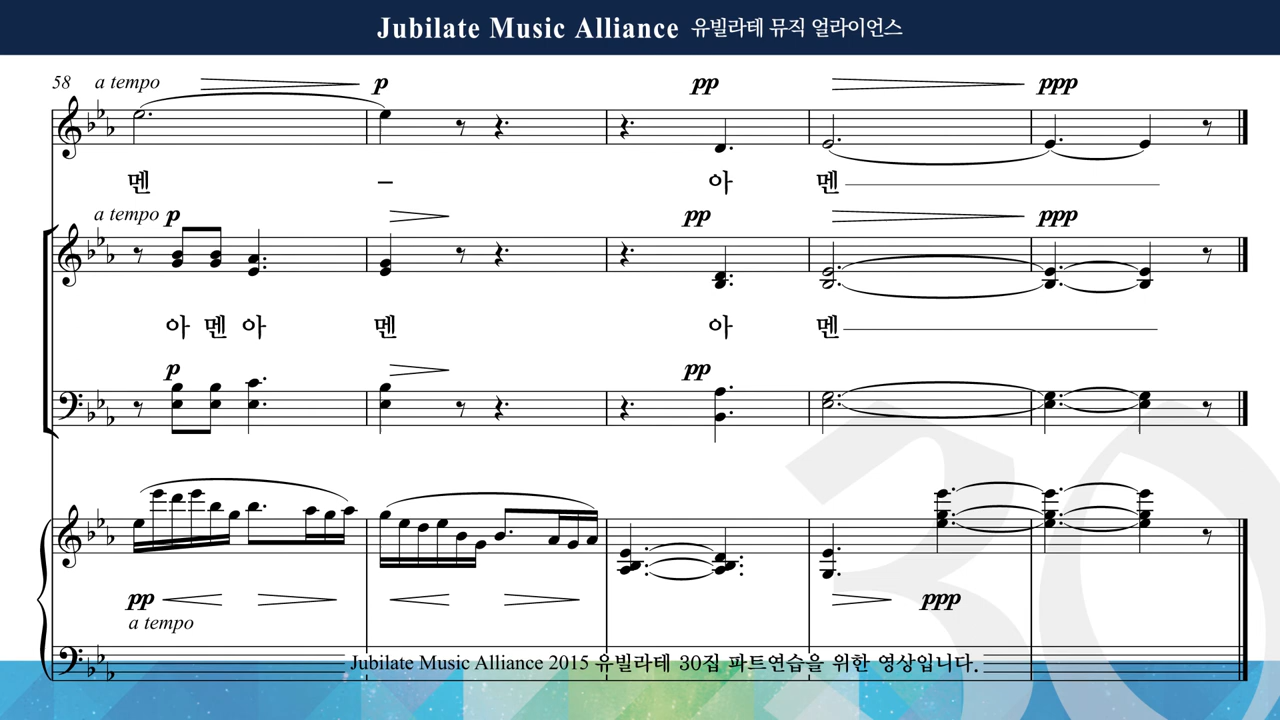 Jubilate Music Alliance 유빌라테 뮤직 얼라이언스
58 a tempo p pp ppp
멘 – 아 멘
a tempo p pp ppp
아 멘 아 멘 아 멘
p pp
pp ppp
a tempo
Jubilate Music Alliance 2015 유빌라테 30집 파트연습을 위한 영상입니다.
30